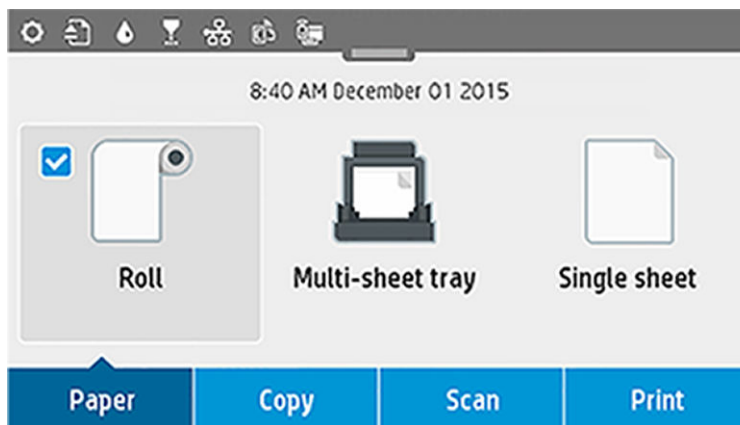 8:40 AM December 01 2015
Roll
Multi-sheet tray
Single sheet
Paper
Copy
Scan
Print